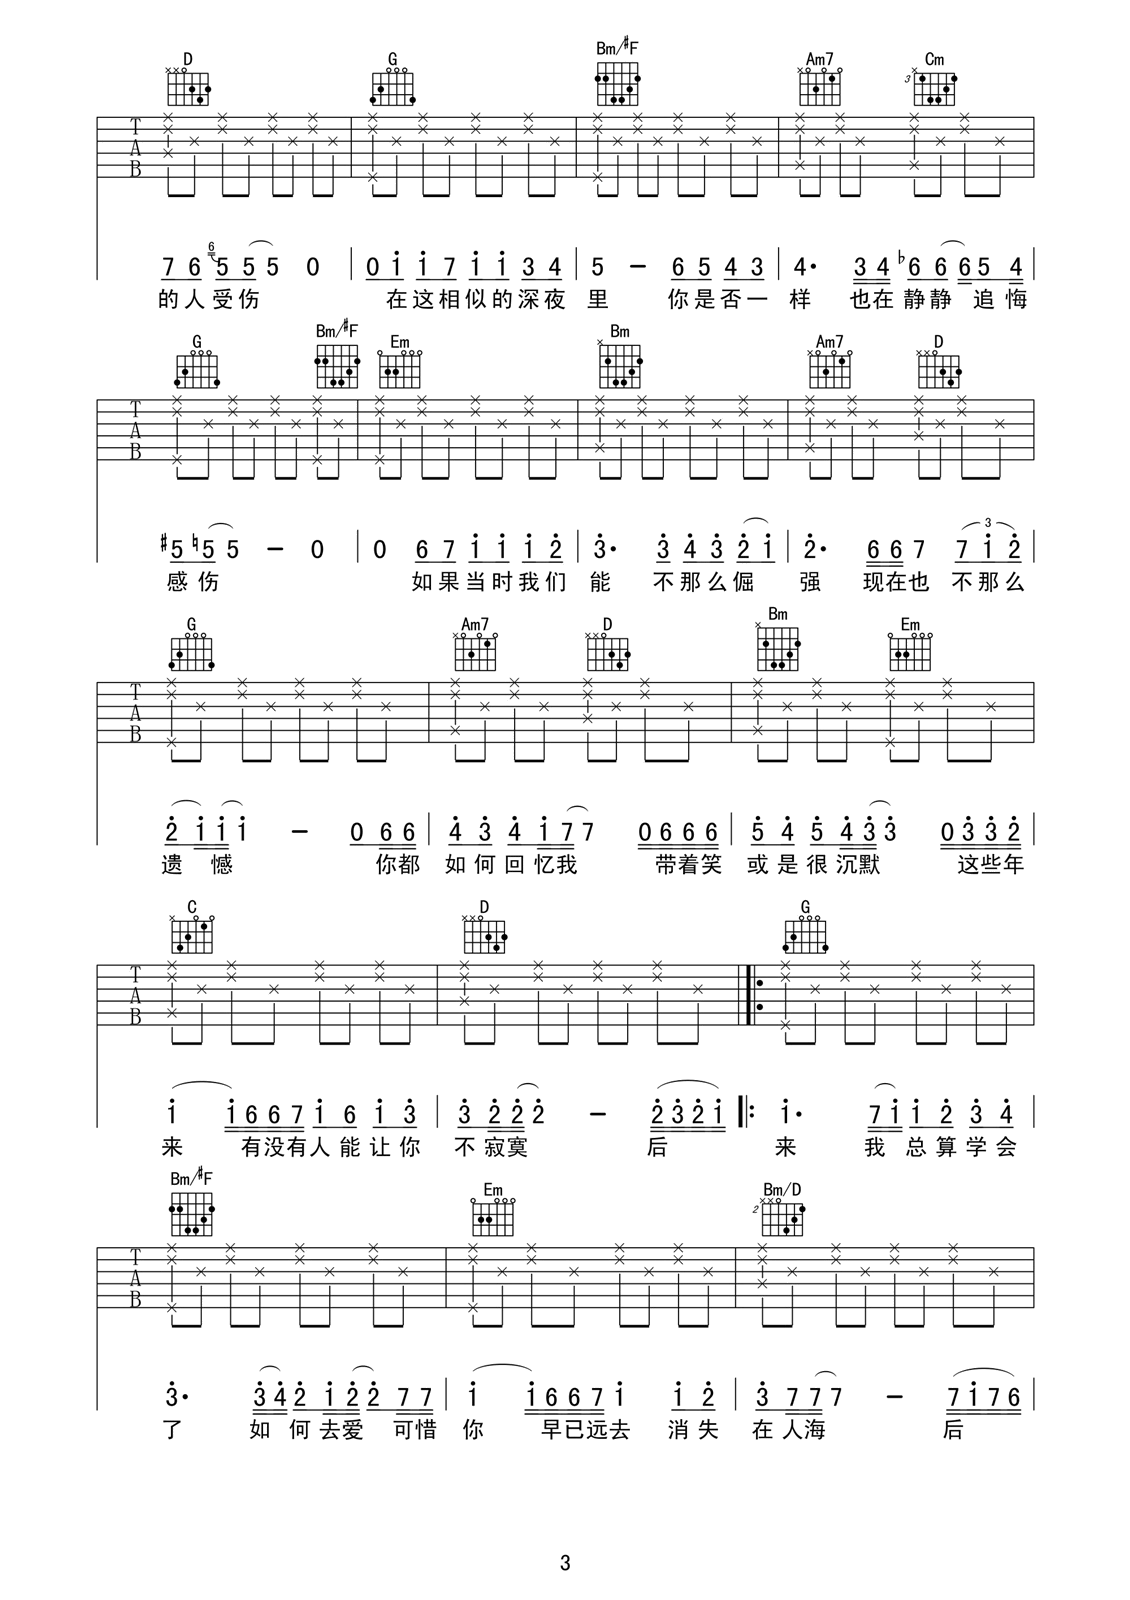 D G Bm/#F Am7 Cm
3
T A B
6
7 6 5 5 5 0 0 i i 7 i i 3 4 5 – 6 5 4 3 4· 3 4 ♭6 6 6 5 4
的人受伤 在这相似的深夜里 你是否一样 也在静静 追悔
G Bm/#F Em Bm Am7 D
T A B
3
#5 ♮5 5 – 0 0 6 7 i i i 2̇ 3̇· 3̇ 4̇ 3̇ 2̇ i 2̇· 6 6 7 7 i 2̇
感伤 如果当时我们能 不那么倔强 现在也 不那么
G Am7 D Bm Em
T A B
2̇ i i i – 0 6 6 4̇ 3̇ 4̇ i 7 7 0 6 6 6 5̇ 4̇ 5̇ 4̇ 3̇ 3̇ 0 3̇ 3̇ 2̇
遗憾 你都 如何回忆我 带着笑 或是很沉默 这些年
C D G
T A B
i i 6 6 7 i 6 i 3̇ 3̇ 2̇ 2̇ 2̇ – 2̇ 3̇ 2̇ i i· 7 i i 2̇ 3̇ 4̇
来 有没有人能让你 不寂寞 后 来 我总算学会
Bm/#F Em Bm/D
2
T A B
3̇· 3̇ 4̇ 2̇ i 2̇ 2̇ 7 7 i i 6 6 7 i i 2̇ 3̇ 7 7 7 7 – 7 i 7 6
了 如何去爱 可惜你 早已远去 消失在人海 后
3